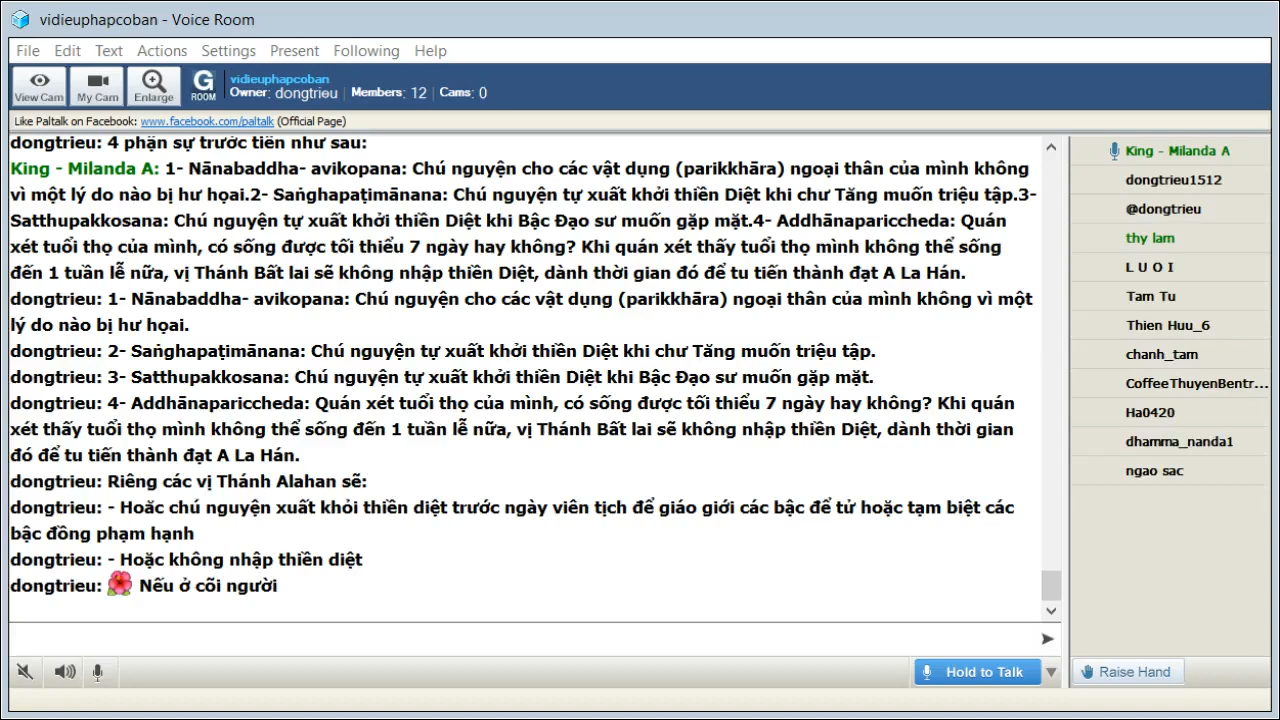 vidieuphapcoban - Voice Room
File Edit Text Actions Settings Present Following Help
View Cam My Cam Enlarge G ROOM
vidieuphapcoban
Owner: dongtrieu Members: 12 Cams: 0
Like Paltalk on Facebook: www.facebook.com/paltalk (Official Page)
dongtrieu: 4 phận sự trước tiên như sau:
King - Milanda A: 1- Nānabaddha- avikopana: Chú nguyện cho các vật dụng (parikkhāra) ngoại thân của mình không
vì một lý do nào bị hư họai.2- Saṅghapaṭimānana: Chú nguyện tự xuất khởi thiền Diệt khi chư Tăng muốn triệu tập.3-
Satthupakkosana: Chú nguyện tự xuất khởi thiền Diệt khi Bậc Đạo sư muốn gặp mặt.4- Addhānapariccheda: Quán
xét tuổi thọ của mình, có sống được tối thiểu 7 ngày hay không? Khi quán xét thấy tuổi thọ mình không thể sống
đến 1 tuần lễ nữa, vị Thánh Bất lai sẽ không nhập thiền Diệt, dành thời gian đó để tu tiến thành đạt A La Hán.
dongtrieu: 1- Nānabaddha- avikopana: Chú nguyện cho các vật dụng (parikkhāra) ngoại thân của mình không vì một
lý do nào bị hư họai.
dongtrieu: 2- Saṅghapaṭimānana: Chú nguyện tự xuất khởi thiền Diệt khi chư Tăng muốn triệu tập.
dongtrieu: 3- Satthupakkosana: Chú nguyện tự xuất khởi thiền Diệt khi Bậc Đạo sư muốn gặp mặt.
dongtrieu: 4- Addhānapariccheda: Quán xét tuổi thọ của mình, có sống được tối thiểu 7 ngày hay không? Khi quán
xét thấy tuổi thọ mình không thể sống đến 1 tuần lễ nữa, vị Thánh Bất lai sẽ không nhập thiền Diệt, dành thời gian
đó để tu tiến thành đạt A La Hán.
dongtrieu: Riêng các vị Thánh Alahan sẽ:
dongtrieu: - Hoăc chú nguyện xuất khỏi thiền diệt trước ngày viên tịch để giáo giới các bậc để tử hoặc tạm biệt các
bậc đồng phạm hạnh
dongtrieu: - Hoặc không nhập thiền diệt
dongtrieu: Nếu ở cõi người
King - Milanda A
dongtrieu1512
@dongtrieu
thy lam
L U O I
Tam Tu
Thien Huu_6
chanh_tam
CoffeeThuyenBentr...
Ha0420
dhamma_nanda1
ngao sac
Hold to Talk
Raise Hand